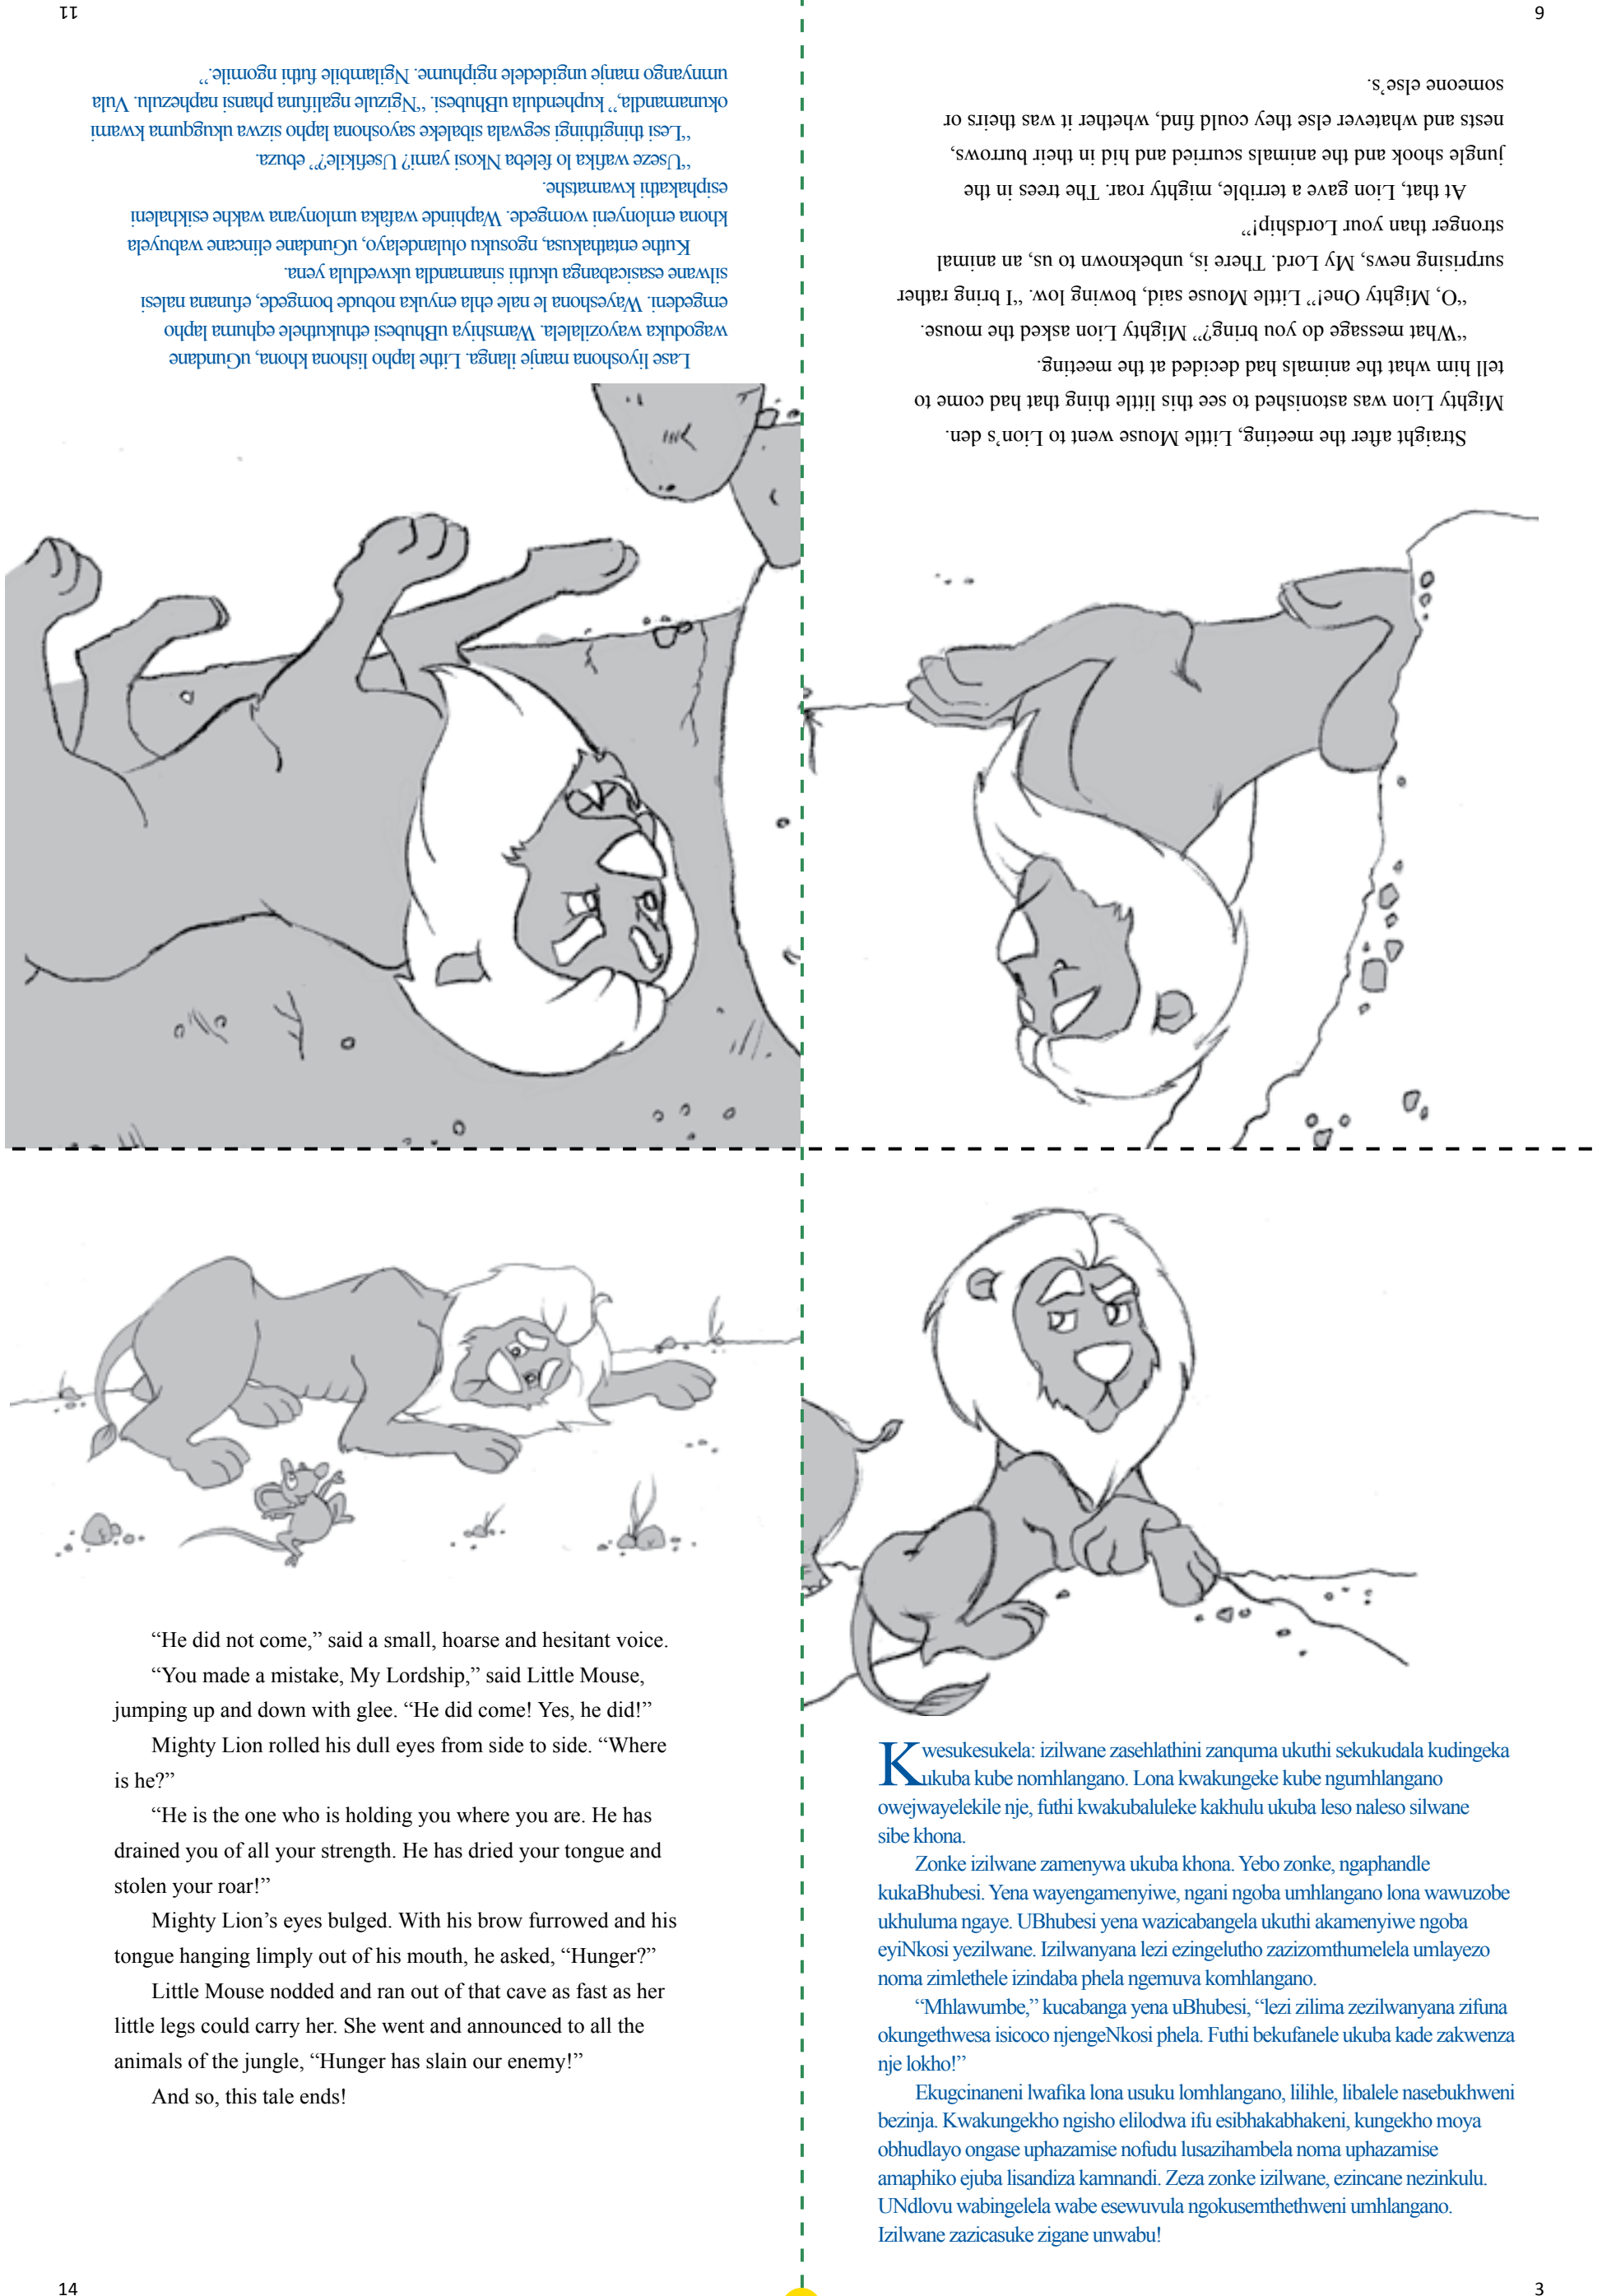 Lase liyoshona manje ilanga. Lithe lapho lishona khona, uGundane
wagoduka wayozilalela. Wamshiya uBhubesi ethukuthele eqhuma lapho
emgedeni. Wayeshona le nale ehla enyuka nobude bomgede, efunana nalesi
silwane esasicabanga ukuthi sinamandla ukwedlula yena.
Kuthe entathakusa, ngosuku olulandelayo, uGundane elincane wabuyela
khona emlonyeni womgede. Waphinde wafaka umlonyana wakhe esikhaleni
esiphakathi kwamatshe.
“Useze wafika lo feleba Nkosi yami? Usefikile?” ebuza.
“Lesi thingithingi segwala sibaleke sayoshona lapho sizwa ukugquma kwami
okunamandla,” kuphendula uBhubesi. “Ngizule ngalifuna phansi naphezulu. Vula
umnyango manje ungidedele ngiphume. Ngilambile futhi ngomile.”
11
Straight after the meeting, Little Mouse went to Lion’s den.
Mighty Lion was astonished to see this little thing that had come to
tell him what the animals had decided at the meeting.
“What message do you bring?” Mighty Lion asked the mouse.
“O, Mighty One!” Little Mouse said, bowing low. “I bring rather
surprising news, My Lord. There is, unbeknown to us, an animal
stronger than your Lordship!”
At that, Lion gave a terrible, mighty roar. The trees in the
jungle shook and the animals scurried and hid in their burrows,
nests and whatever else they could find, whether it was theirs or
someone else’s.
6
“He did not come,” said a small, hoarse and hesitant voice.
“You made a mistake, My Lordship,” said Little Mouse,
jumping up and down with glee. “He did come! Yes, he did!”
Mighty Lion rolled his dull eyes from side to side. “Where
is he?”
“He is the one who is holding you where you are. He has
drained you of all your strength. He has dried your tongue and
stolen your roar!”
Mighty Lion’s eyes bulged. With his brow furrowed and his
tongue hanging limply out of his mouth, he asked, “Hunger?”
Little Mouse nodded and ran out of that cave as fast as her
little legs could carry her. She went and announced to all the
animals of the jungle, “Hunger has slain our enemy!”
And so, this tale ends!
14
Kwesukesukela: izilwane zasehlathini zanquma ukuthi sekukudala kudingeka
ukuba kube nomhlangano. Lona kwakungeke kube ngumhlangano
owejwayelekile nje, futhi kwakubaluleke kakhulu ukuba leso naleso silwane
sibe khona.
Zonke izilwane zamenywa ukuba khona. Yebo zonke, ngaphandle
kukaBhubesi. Yena wayengamenyiwe, ngani ngoba umhlangano lona wawuzobe
ukhuluma ngaye. UBhubesi yena wazicabangela ukuthi akamenyiwe ngoba
eyiNkosi yezilwane. Izilwanyana lezi ezingelutho zazizomthumelela umlayezo
noma zimlethele izindaba phela ngemuva komhlangano.
“Mhlawumbe,” kucabanga yena uBhubesi, “lezi zilima zezilwanyana zifuna
okungethwesa isicoco njengeNkosi phela. Futhi bekufanele ukuba kade zakwenza
nje lokho!”
Ekugcinaneni lwafika lona usuku lomhlangano, lilihle, libalele nasebukhweni
bezinja. Kwakungekho ngisho elilodwa ifu esibhakabhakeni, kungekho moya
obhudlayo ongase uphazamise nofudu lusazihambela noma uphazamise
amaphiko ejuba lisandiza kamnandi. Zeza zonke izilwane, ezincane nezinkulu.
UNdlovu wabingelela wabe esewuvula ngokusemthethweni umhlangano.
Izilwane zazicasuke zigane unwabu!
3